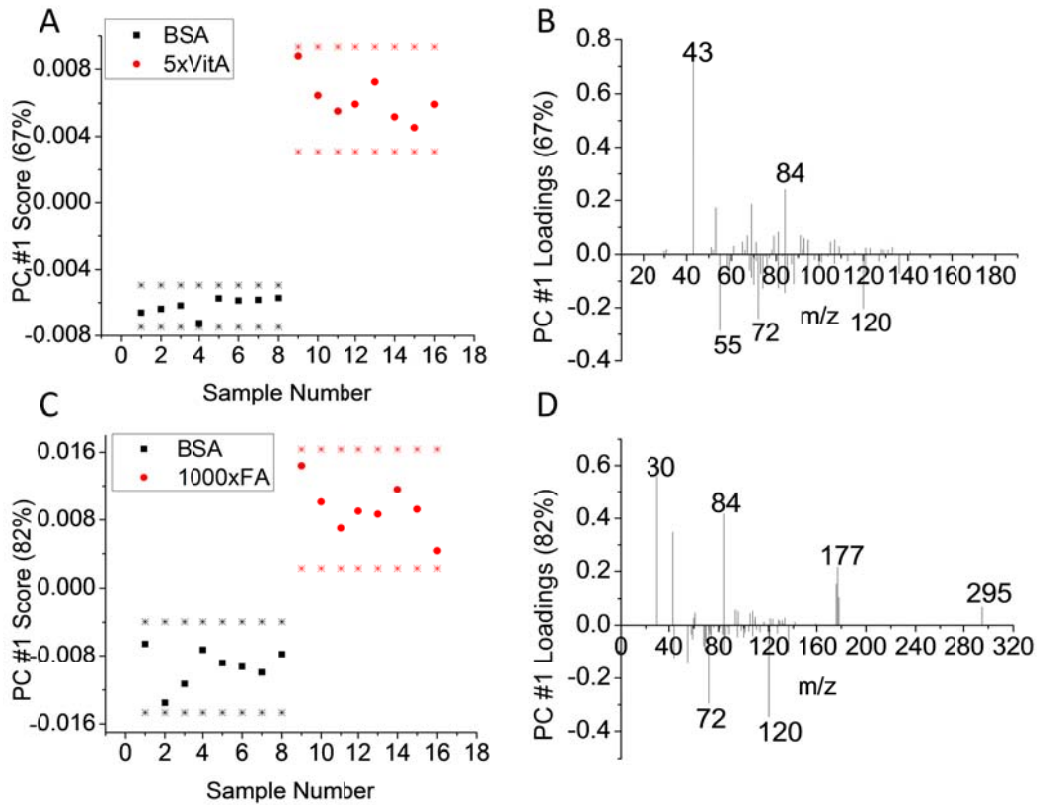 A
BSA
5xVitA
0.008
0.004
0.000
-0.004
-0.008
PC #1 Score (67%)
0 2 4 6 8 10 12 14 16 18
Sample Number
B
0.8
0.6
0.4
0.2
0.0
-0.2
-0.4
PC #1 Loadings (67%)
43
84
20 40 60 80 100 120 140 160 180
55
72
120
m/z
C
BSA
1000xFA
0.016
0.008
0.000
-0.008
-0.016
PC #1 Score (82%)
0 2 4 6 8 10 12 14 16 18
Sample Number
D
0.6
0.4
0.2
0.0
-0.2
-0.4
PC #1 Loadings (82%)
30
84
177
295
0 40 80 120 160 200 240 280 320
72
120
m/z